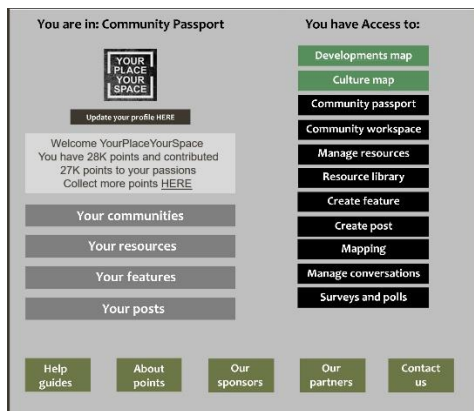 You are in: Community Passport
YOUR
PLACE
YOUR
SPACE
Update your profile HERE
Welcome YourPlaceYourSpace
You have 28K points and contributed
27K points to your passions
Collect more points HERE
Your communities
Your resources
Your features
Your posts
You have Access to:
Developments map
Culture map
Community passport
Community workspace
Manage resources
Resource library
Create feature
Create post
Mapping
Manage conversations
Surveys and polls
Help
guides
About
points
Our
sponsors
Our
partners
Contact
us